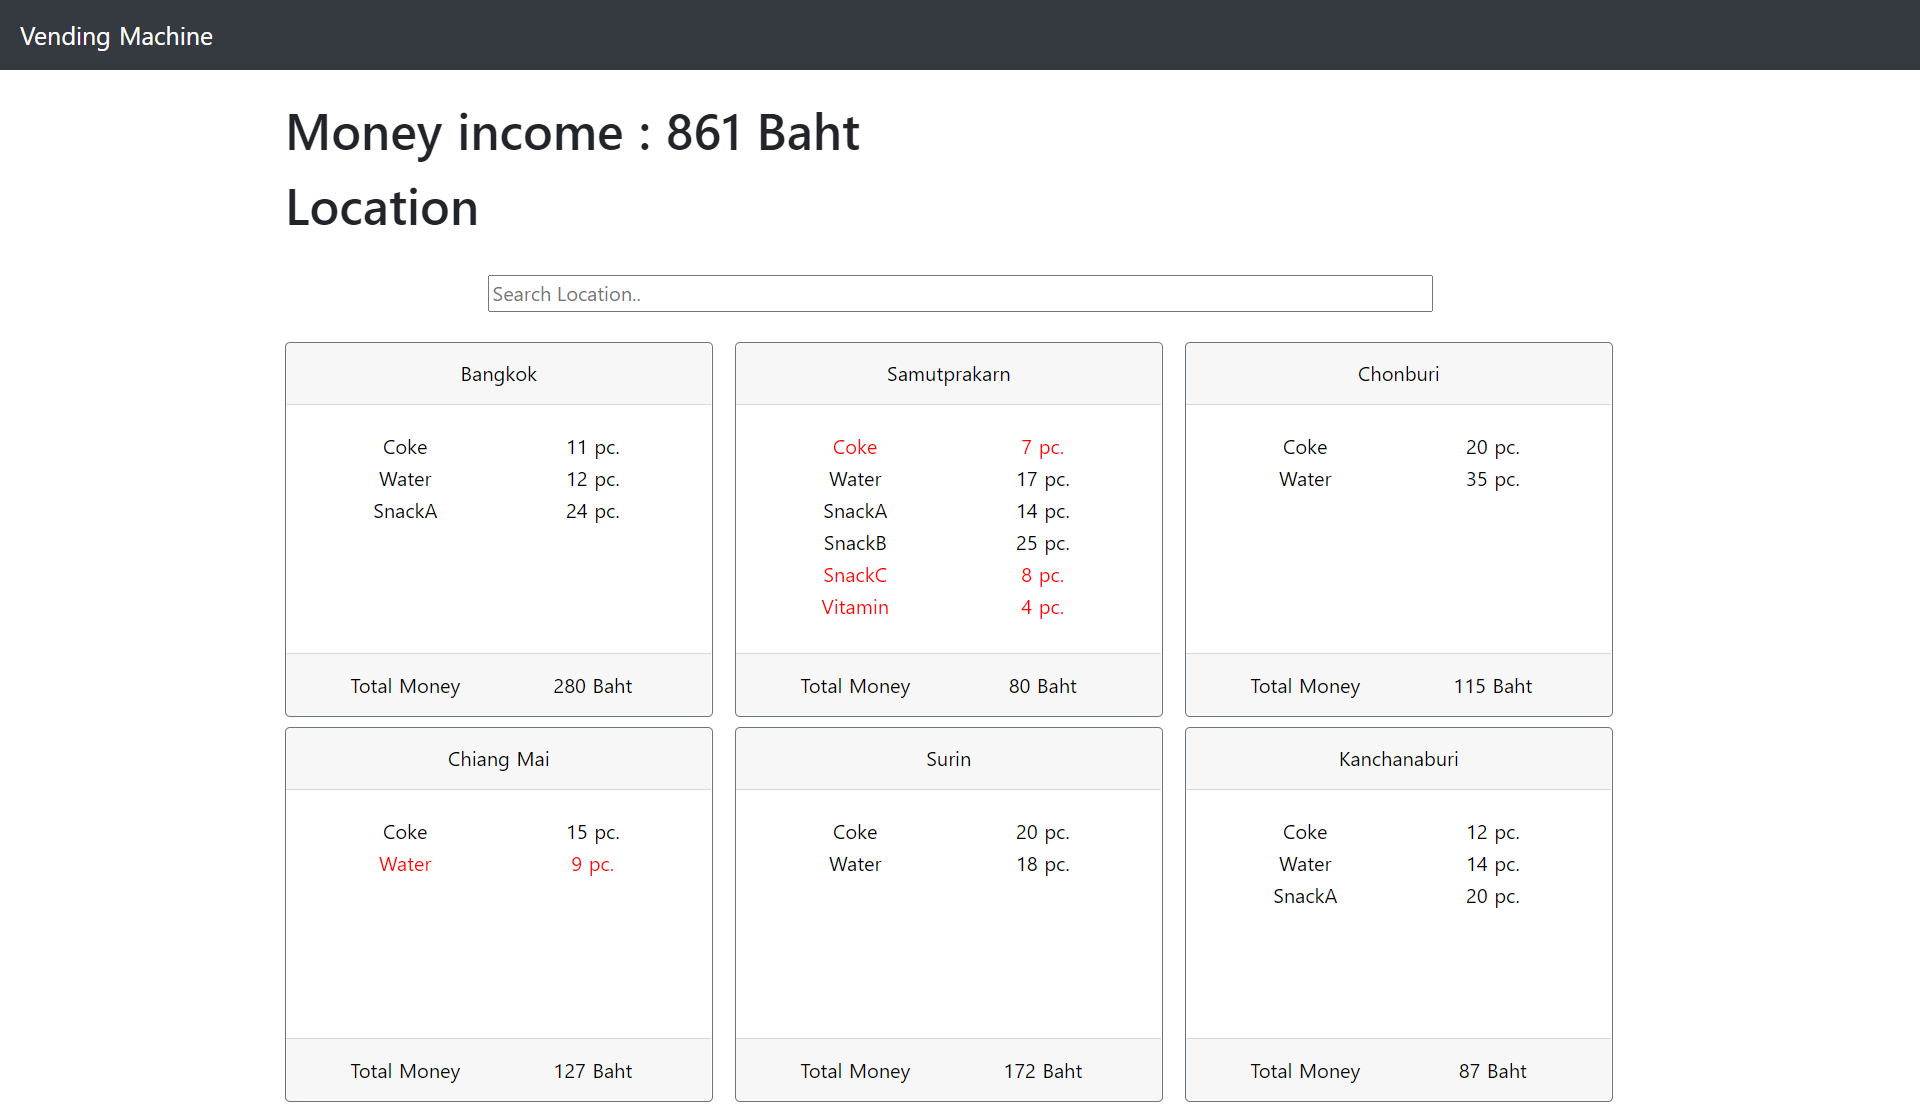 Vending Machine
Money income : 861 Baht
Location
Search Location..
Bangkok
Coke 11 pc.
Water 12 pc.
SnackA 24 pc.
Total Money 280 Baht
Samutprakarn
Coke 7 pc.
Water 17 pc.
SnackA 14 pc.
SnackB 25 pc.
SnackC 8 pc.
Vitamin 4 pc.
Total Money 80 Baht
Chonburi
Coke 20 pc.
Water 35 pc.
Total Money 115 Baht
Chiang Mai
Coke 15 pc.
Water 9 pc.
Total Money 127 Baht
Surin
Coke 20 pc.
Water 18 pc.
Total Money 172 Baht
Kanchanaburi
Coke 12 pc.
Water 14 pc.
SnackA 20 pc.
Total Money 87 Baht